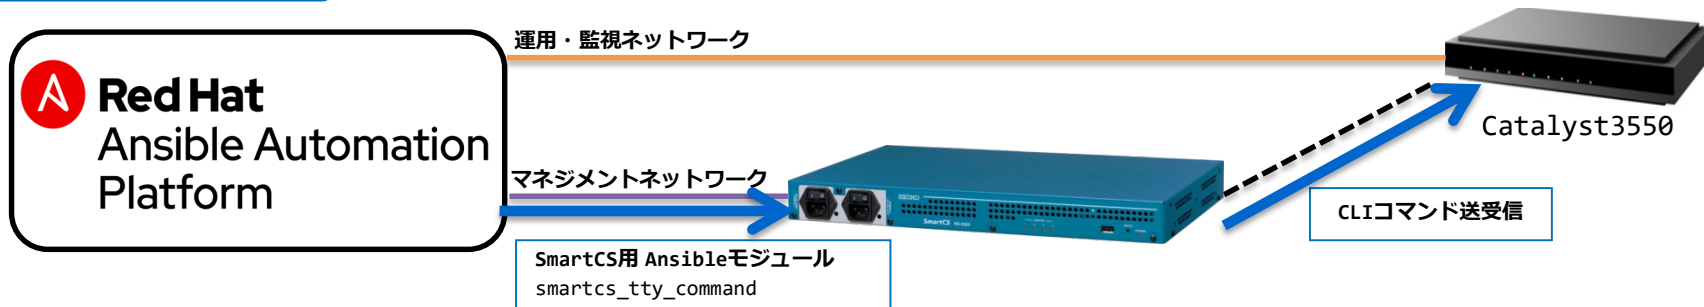 運用・監視ネットワーク
Red Hat
Ansible Automation
Platform
Catalyst3550
マネジメントネットワーク
SEIKO
SmartCS
CLIコマンド送受信
SmartCS用 Ansibleモジュール
smartcs_tty_command